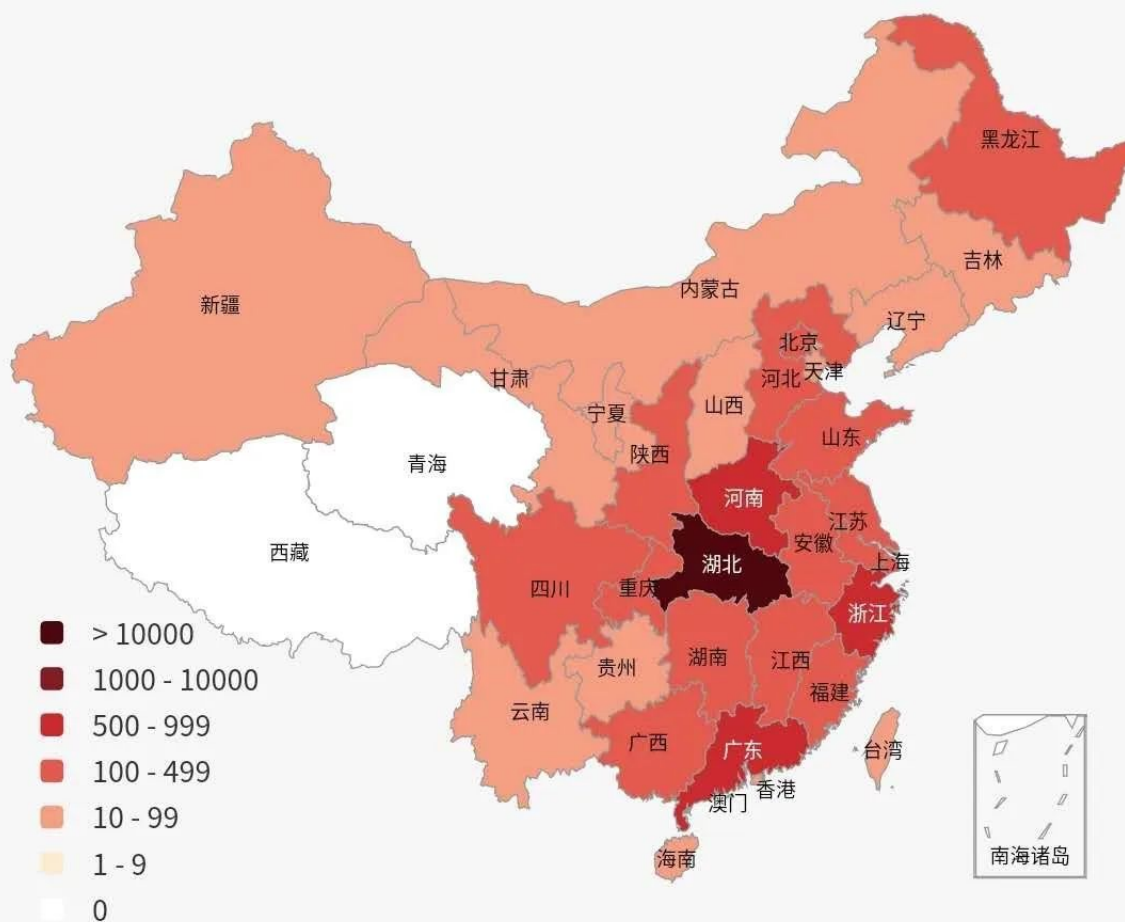 黑龙江
吉林
内蒙古
新疆
辽宁
北京
天津
甘肃
河北
山西
宁夏
山东
陕西
青海
河南
江苏
安徽
西藏
湖北
上海
四川
重庆
浙江
湖南
江西
贵州
福建
云南
广西
广东
台湾
香港
澳门
海南
南海诸岛
> 10000
1000 - 10000
500 - 999
100 - 499
10 - 99
1 - 9
0